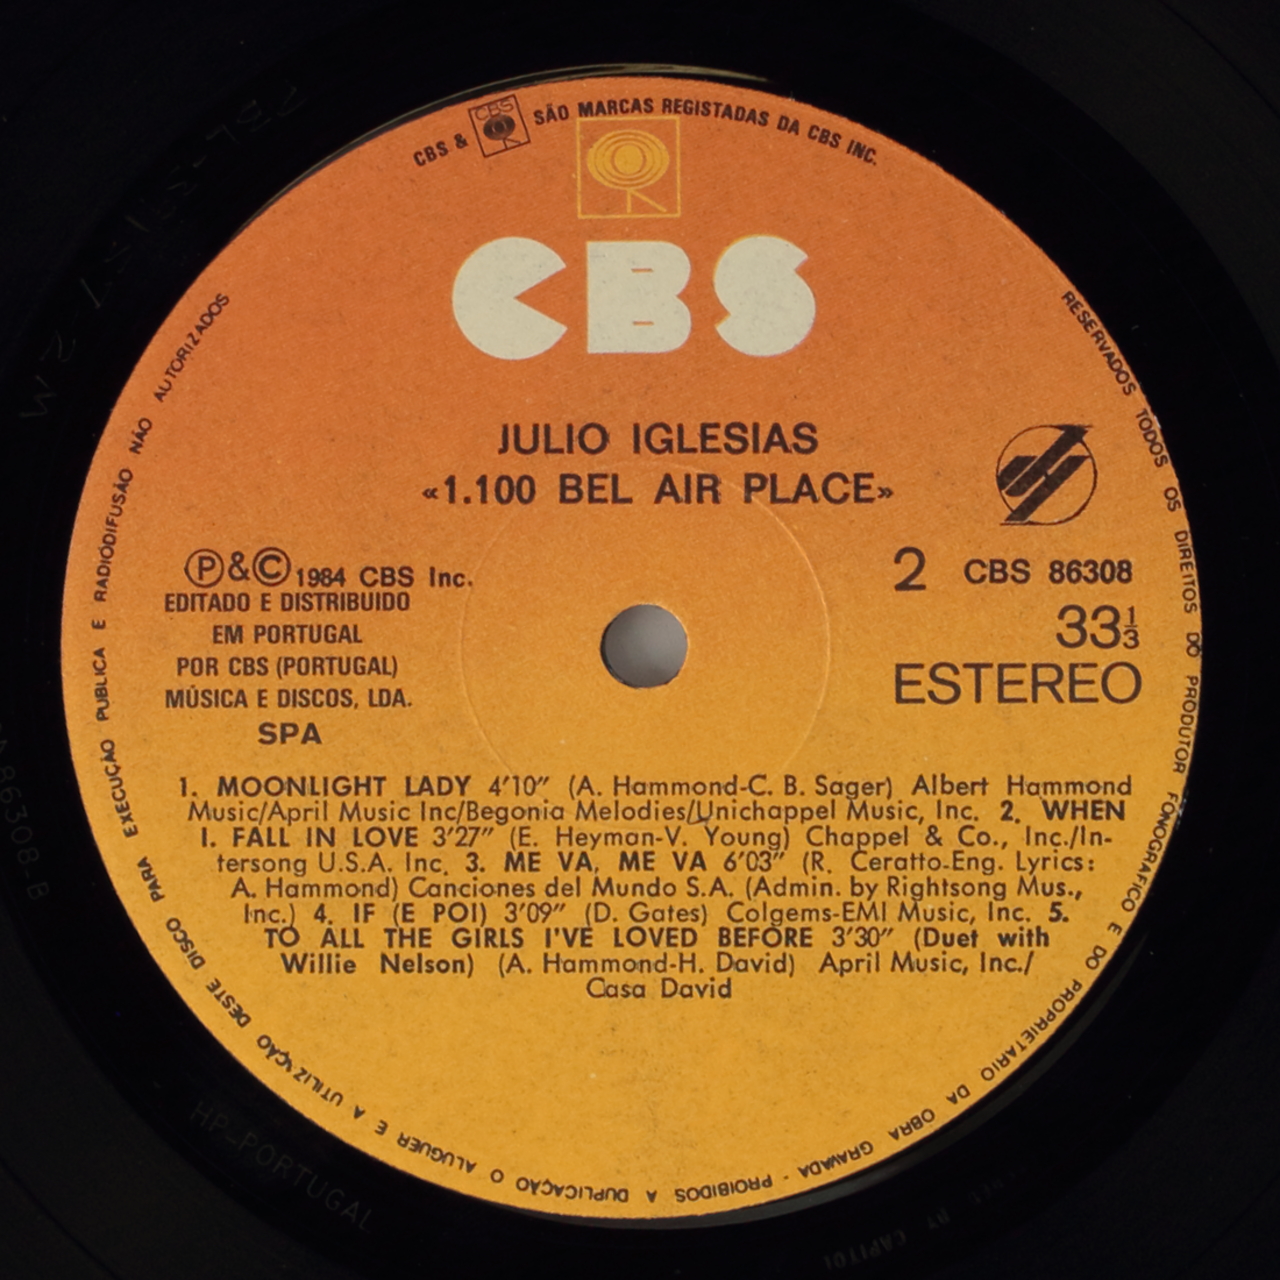 CBS & CBS SÃO MARCAS REGISTADAS DA CBS INC.
CBS
JULIO IGLESIAS
«1.100 BEL AIR PLACE»
Ⓟ&© 1984 CBS Inc.
EDITADO E DISTRIBUIDO
EM PORTUGAL
POR CBS (PORTUGAL)
MÚSICA E DISCOS, LDA.
SPA
2 CBS 86308
33⅓
ESTEREO
1. MOONLIGHT LADY 4'10" (A. Hammond-C. B. Sager) Albert Hammond
Music/April Music Inc/Begonia Melodies/Unichappel Music, Inc. 2. WHEN
I. FALL IN LOVE 3'27" (E. Heyman-V. Young) Chappel & Co., Inc./In-
tersong U.S.A. Inc. 3. ME VA, ME VA 6'03" (R. Ceratto-Eng. Lyrics:
A. Hammond) Canciones del Mundo S.A. (Admin. by Rightsong Mus.,
Inc.) 4. IF (E POI) 3'09" (D. Gates) Colgems-EMI Music, Inc. 5.
TO ALL THE GIRLS I'VE LOVED BEFORE 3'30" (Duet with
Willie Nelson) (A. Hammond-H. David) April Music, Inc./
Casa David
RESERVADOS TODOS OS DIREITOS DO PRODUTOR FONOGRAFICO E DO PROPRIETARIO DA OBRA GRAVADA - PROIBIDOS A DUPLICAÇÃO O ALUGUER E A UTILIZAÇÃO DESTE DISCO PARA EXECUÇÃO PUBLICA E RADIODIFUSÃO NÃO AUTORIZADOS
HP-PORTUGAL